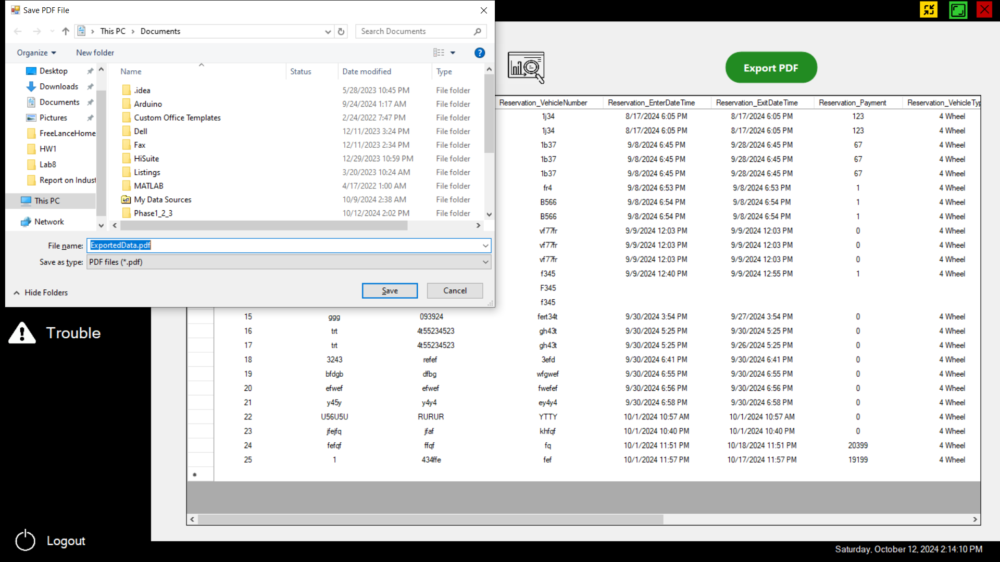 Save PDF File
This PC > Documents
Search Documents
Organize
New folder
?
Desktop
Downloads
Documents
Pictures
FreeLanceHome
HW1
Lab8
Report on Indust
This PC
Network
Name Status Date modified Type
.idea 5/28/2023 10:45 PM File folder
Arduino 9/24/2024 1:17 AM File folder
Custom Office Templates 2/24/2022 7:47 PM File folder
Dell 12/11/2023 3:24 PM File folder
Fax 12/11/2023 2:34 PM File folder
HiSuite 12/29/2023 10:59 PM File folder
Listings 3/20/2023 10:24 AM File folder
MATLAB 4/17/2022 1:00 AM File folder
My Data Sources 10/9/2024 2:38 AM File folder
Phase1_2_3 10/12/2024 2:02 PM File folder
File name: ExportedData.pdf
Save as type: PDF files (*.pdf)
Hide Folders
Save
Cancel
Export PDF
Reservation_VehicleNumber Reservation_EnterDateTime Reservation_ExitDateTime Reservation_Payment Reservation_VehicleTyp
1j34 8/17/2024 6:05 PM 8/17/2024 6:05 PM 123 4 Wheel
1j34 8/17/2024 6:05 PM 8/17/2024 6:05 PM 123 4 Wheel
1b37 9/8/2024 6:45 PM 9/28/2024 6:45 PM 67 4 Wheel
1b37 9/8/2024 6:45 PM 9/28/2024 6:45 PM 67 4 Wheel
1b37 9/8/2024 6:45 PM 9/28/2024 6:45 PM 67 4 Wheel
fr4 9/8/2024 6:53 PM 9/8/2024 6:53 PM 1 4 Wheel
B566 9/8/2024 6:54 PM 9/8/2024 6:54 PM 1 4 Wheel
B566 9/8/2024 6:54 PM 9/8/2024 6:54 PM 1 4 Wheel
vf77fr 9/9/2024 12:03 PM 9/9/2024 12:03 PM 0 4 Wheel
vf77fr 9/9/2024 12:03 PM 9/9/2024 12:03 PM 0 4 Wheel
vf77fr 9/9/2024 12:03 PM 9/9/2024 12:03 PM 0 4 Wheel
f345 9/9/2024 12:40 PM 9/9/2024 12:55 PM 1 4 Wheel
F345
f345
15 ggg 093924 fert34t 9/30/2024 3:54 PM 9/27/2024 3:54 PM 0 4 Wheel
16 trt 4t55234523 gh43t 9/30/2024 5:25 PM 9/30/2024 5:25 PM 0 4 Wheel
17 trt 4t55234523 gh43t 9/30/2024 5:25 PM 9/26/2024 5:25 PM 0 4 Wheel
18 3243 refef 3efd 9/30/2024 6:41 PM 9/30/2024 6:41 PM 0 4 Wheel
19 bfdgb dfbg wfgwef 9/30/2024 6:55 PM 9/30/2024 6:55 PM 0 4 Wheel
20 efwef efwef fwefef 9/30/2024 6:56 PM 9/30/2024 6:56 PM 0 4 Wheel
21 y45y y4y4 ey4y4 9/30/2024 6:58 PM 9/30/2024 6:58 PM 0 4 Wheel
22 U56U5U RURUR YTTY 10/1/2024 10:57 AM 10/1/2024 10:57 AM 0 4 Wheel
23 jfejfq jfaf khfqf 10/1/2024 10:40 PM 10/1/2024 10:40 PM 0 4 Wheel
24 fefqf ffqf fq 10/1/2024 11:51 PM 10/18/2024 11:51 PM 20399 4 Wheel
25 1 434ffe fef 10/1/2024 11:57 PM 10/17/2024 11:57 PM 19199 4 Wheel
Trouble
Logout
Saturday, October 12, 2024 2:14:10 PM